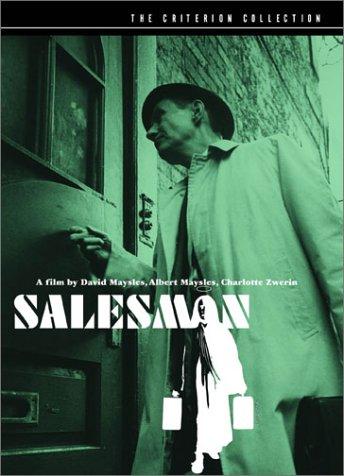 THE CRITERION COLLECTION
A film by David Maysles, Albert Maysles, Charlotte Zwerin
SALESMAN